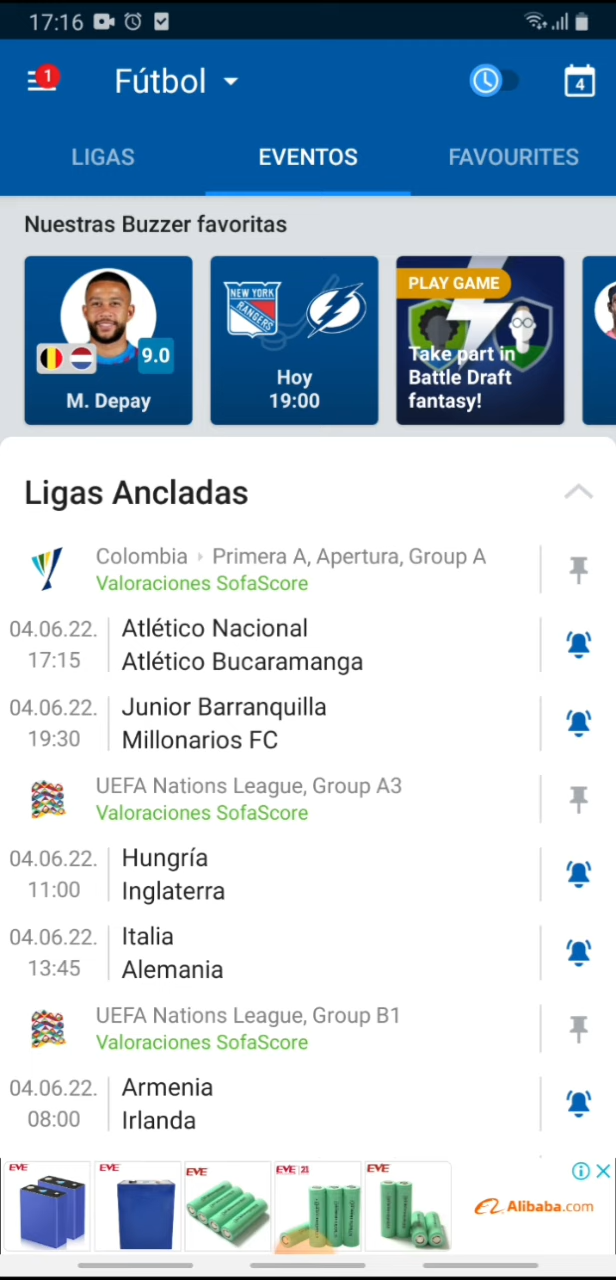 17:16
1
Fútbol
4
LIGAS
EVENTOS
FAVOURITES
Nuestras Buzzer favoritas
9.0
M. Depay
NEW YORK
RANGERS
Hoy
19:00
PLAY GAME
Take part in
Battle Draft
fantasy!
Ligas Ancladas
Colombia Primera A, Apertura, Group A
Valoraciones SofaScore
04.06.22. Atlético Nacional
17:15 Atlético Bucaramanga
04.06.22. Junior Barranquilla
19:30 Millonarios FC
UEFA Nations League, Group A3
Valoraciones SofaScore
04.06.22. Hungría
11:00 Inglaterra
04.06.22. Italia
13:45 Alemania
UEFA Nations League, Group B1
Valoraciones SofaScore
04.06.22. Armenia
08:00 Irlanda
EVE
EVE
EVE
EVE 21
EVE
Alibaba.com